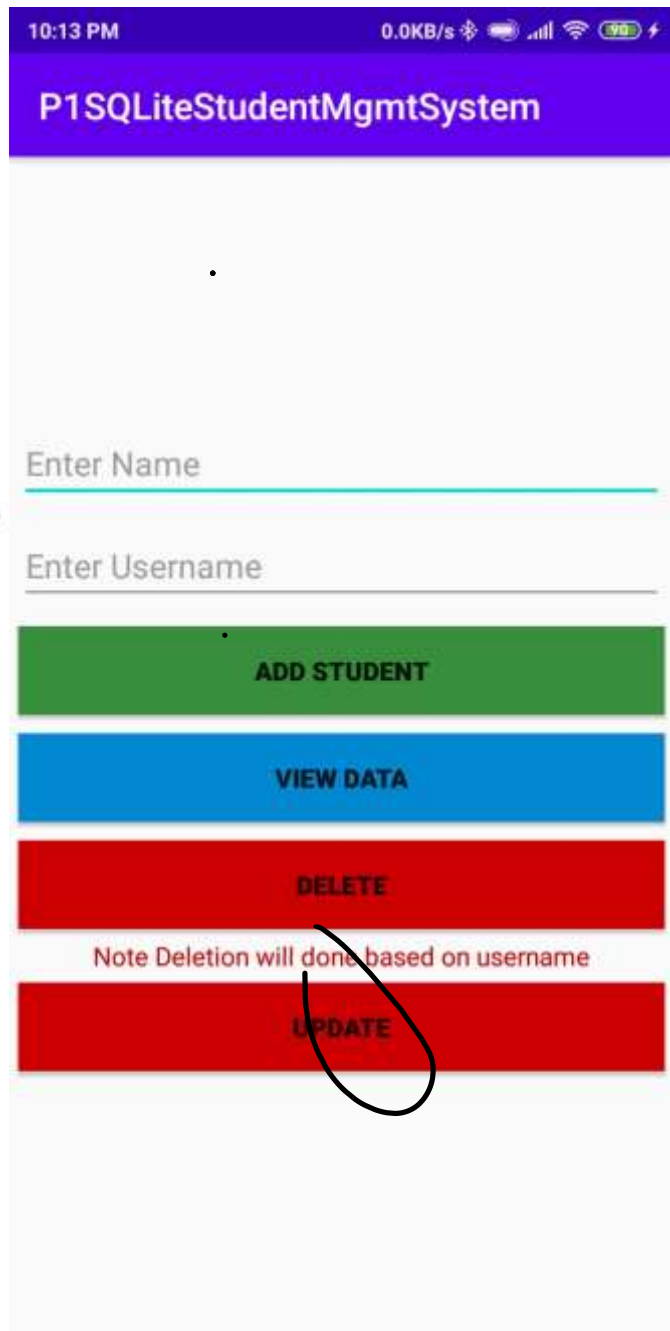 10:13 PM 0.0KB/s 90
P1SQLiteStudentMgmtSystem
Enter Name
Enter Username
ADD STUDENT
VIEW DATA
DELETE
Note Deletion will done based on username
UPDATE